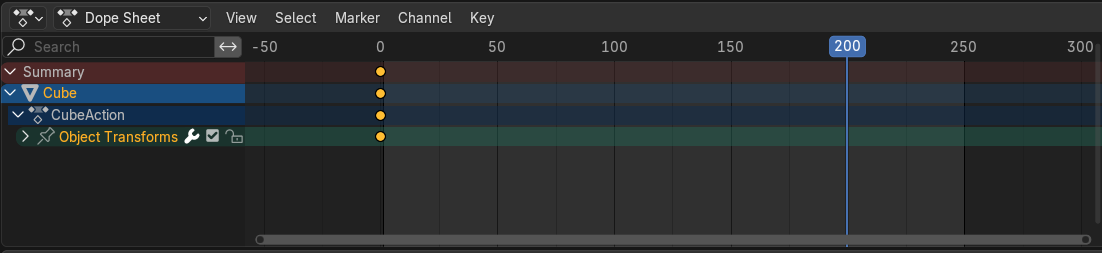 Dope Sheet View Select Marker Channel Key
Search -50 0 50 100 150 200 250 300
Summary
Cube
CubeAction
Object Transforms